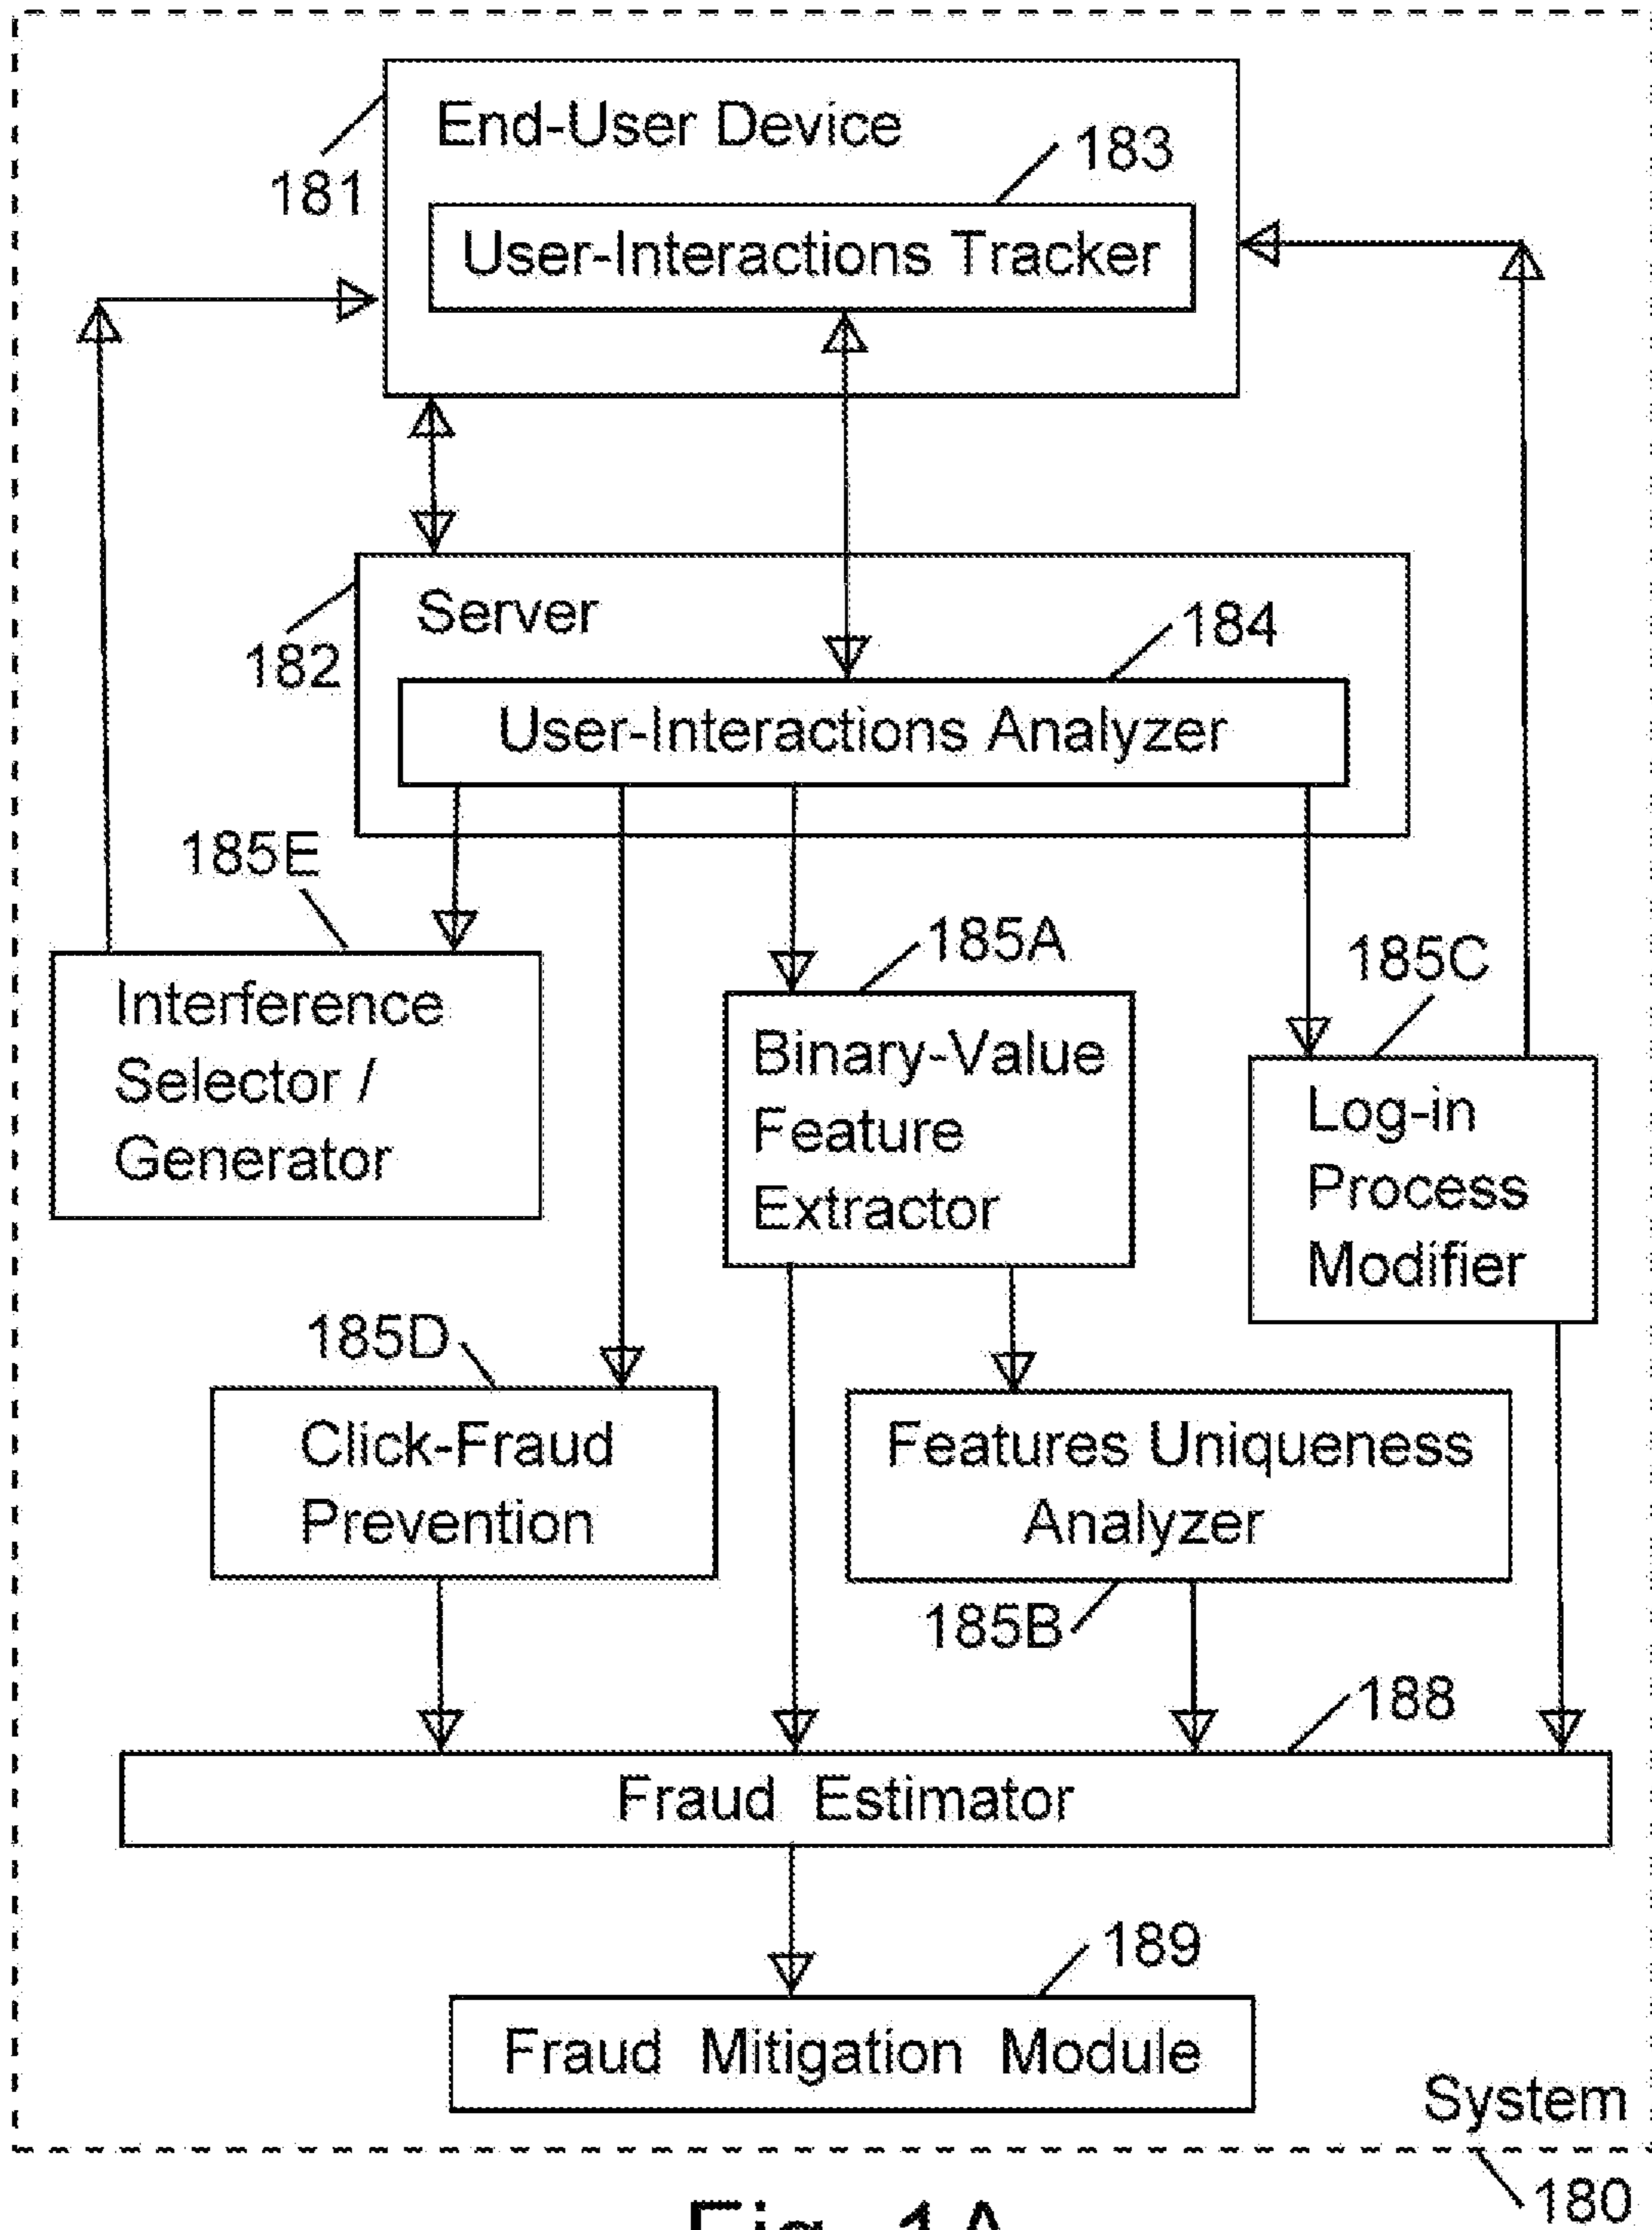 End-User Device
183
181
User-Interactions Tracker
Server
184
182
User-Interactions Analyzer
185E
185A
185C
Interference
Selector /
Generator
Binary-Value
Feature
Extractor
Log-in
Process
Modifier
185D
Click-Fraud
Prevention
Features Uniqueness
Analyzer
185B
188
Fraud Estimator
189
Fraud Mitigation Module
System
180
Fig. 1A